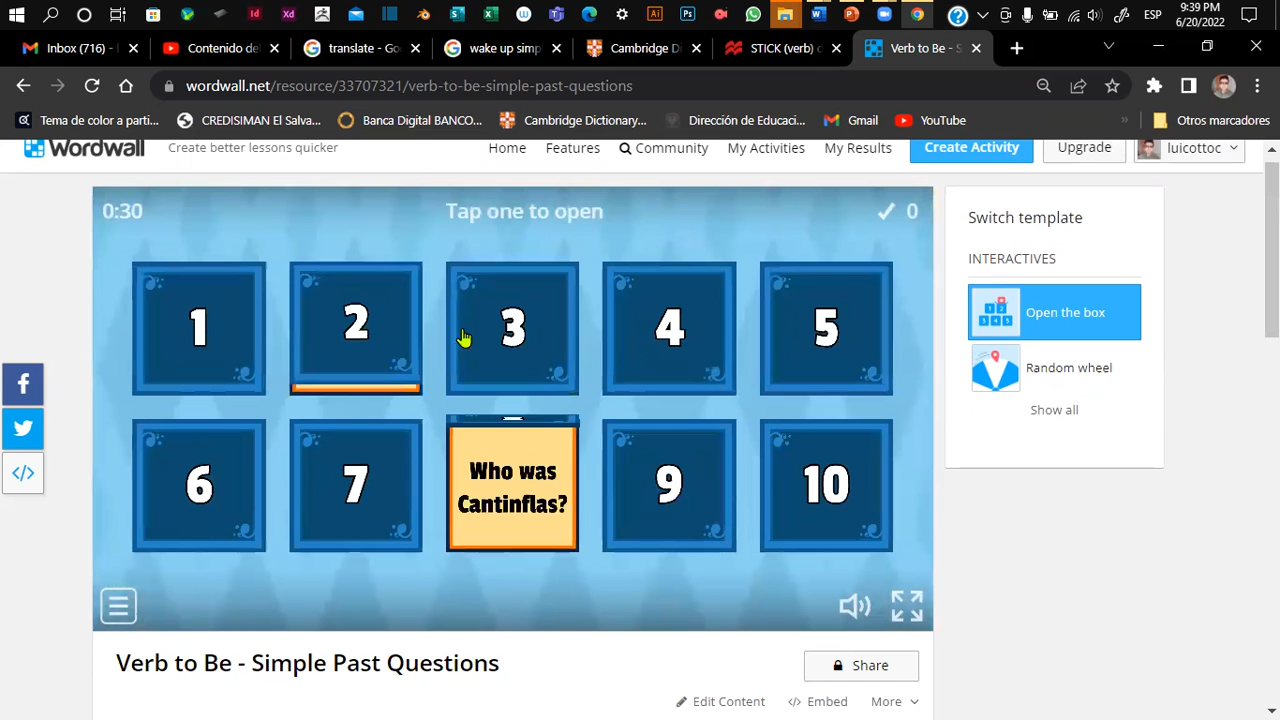 9:39 PM
ESP
6/20/2022
Inbox (716) -
Contenido de
translate - Go
wake up simp
Cambridge D
STICK (verb) c
Verb to Be - S
wordwall.net/resource/33707321/verb-to-be-simple-past-questions
Tema de color a parti...
CREDISIMAN El Salva...
Banca Digital BANCO...
Cambridge Dictionary...
Dirección de Educaci...
Gmail
YouTube
Otros marcadores
Wordwall
Create better lessons quicker
Home
Features
Community
My Activities
My Results
Create Activity
Upgrade
luicottoc
0:30
Tap one to open
0
1
2
3
4
5
6
7
Who was
Cantinflas?
9
10
Switch template
INTERACTIVES
Open the box
Random wheel
Show all
Verb to Be - Simple Past Questions
Share
Edit Content
Embed
More